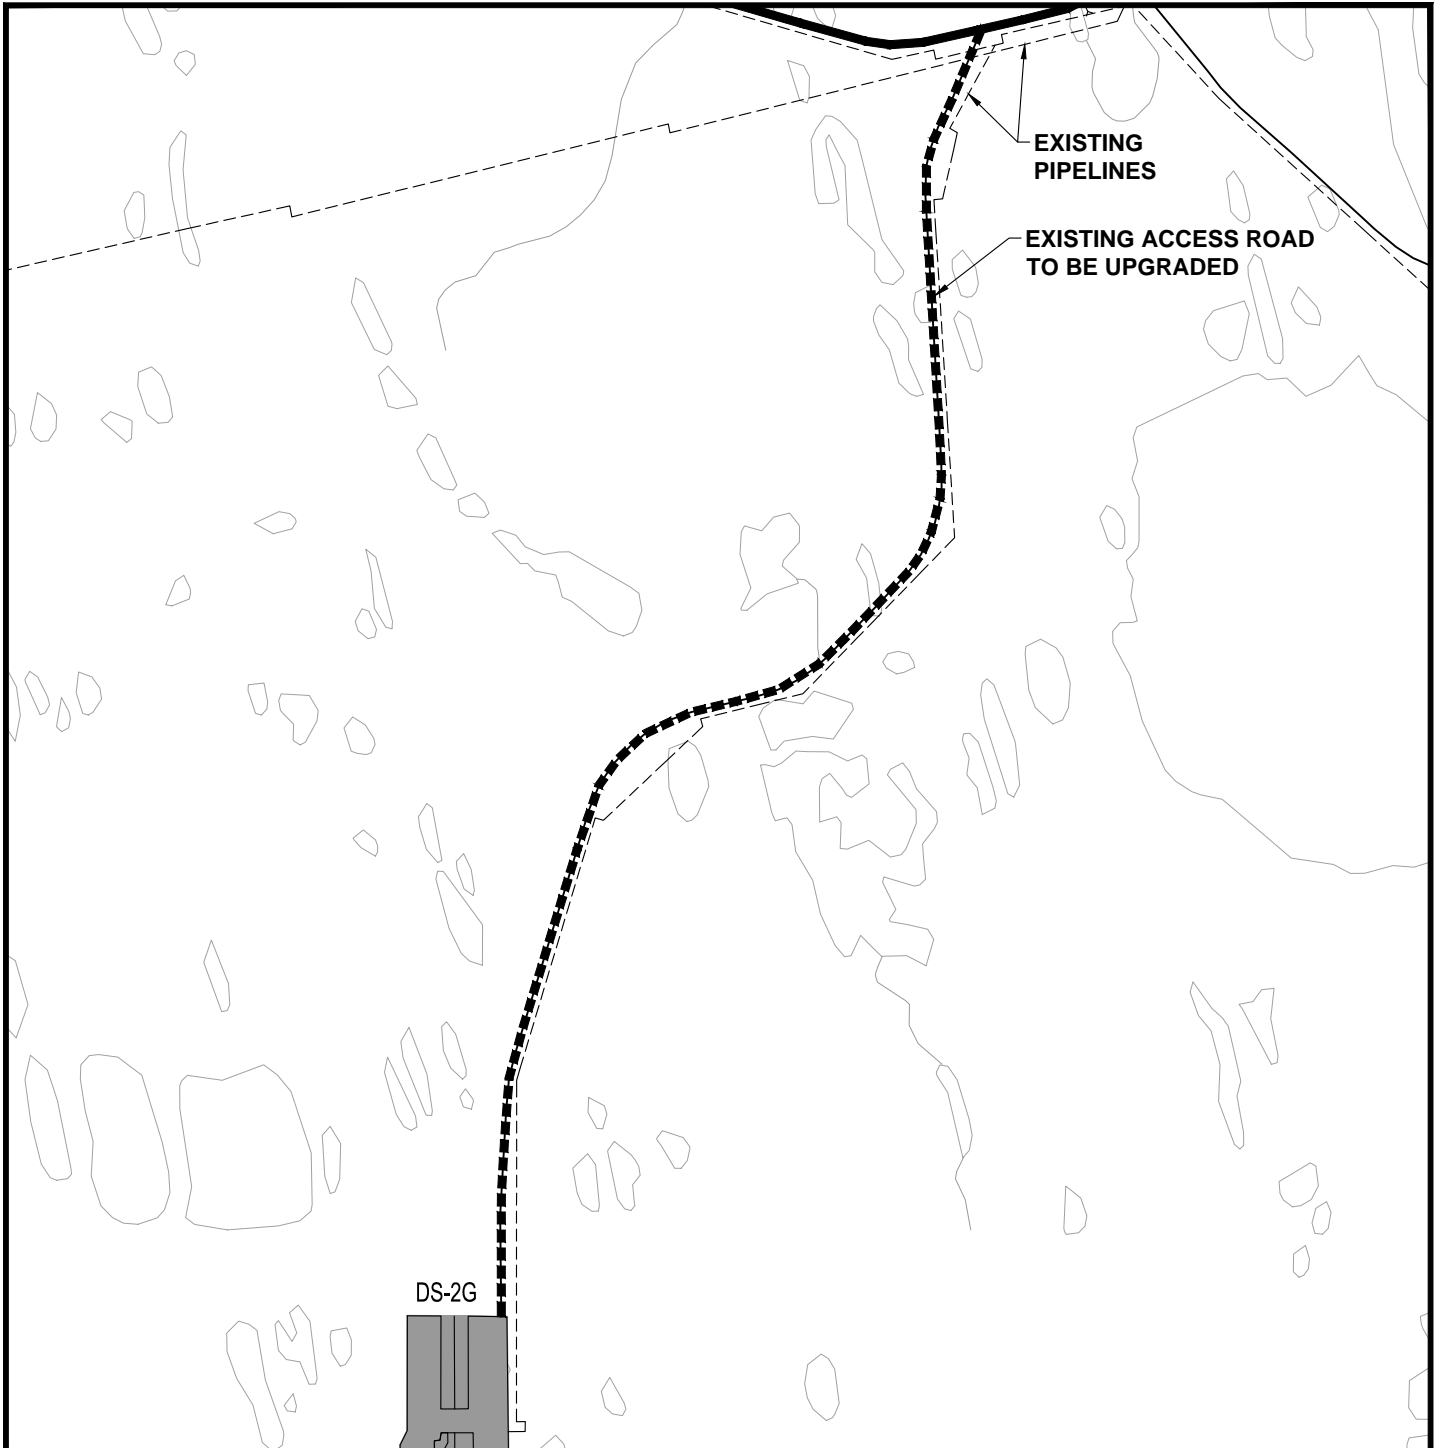 EXISTING
PIPELINES
EXISTING ACCESS ROAD
TO BE UPGRADED
DS-2G